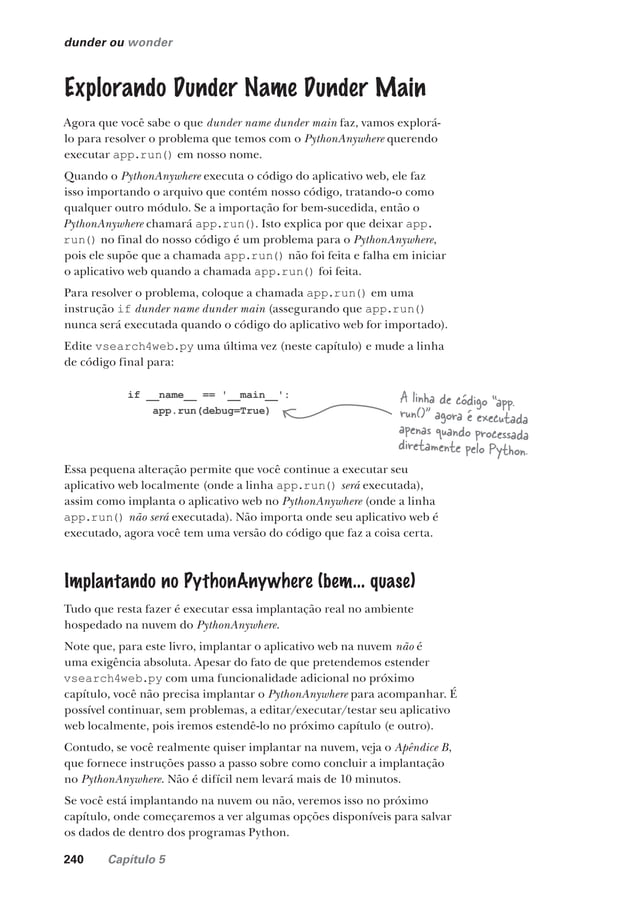 dunder ou wonder
Explorando Dunder Name Dunder Main
Agora que você sabe o que dunder name dunder main faz, vamos explorá-
lo para resolver o problema que temos com o PythonAnywhere querendo
executar app.run() em nosso nome.
Quando o PythonAnywhere executa o código do aplicativo web, ele faz
isso importando o arquivo que contém nosso código, tratando-o como
qualquer outro módulo. Se a importação for bem-sucedida, então o
PythonAnywhere chamará app.run(). Isto explica por que deixar app.
run() no final do nosso código é um problema para o PythonAnywhere,
pois ele supõe que a chamada app.run() não foi feita e falha em iniciar
o aplicativo web quando a chamada app.run() foi feita.
Para resolver o problema, coloque a chamada app.run() em uma
instrução if dunder name dunder main (assegurando que app.run()
nunca será executada quando o código do aplicativo web for importado).
Edite vsearch4web.py uma última vez (neste capítulo) e mude a linha
de código final para:
if __name__ == '__main__':
app.run(debug=True)
A linha de código "app.
run()" agora é executada
apenas quando processada
diretamente pelo Python.
Essa pequena alteração permite que você continue a executar seu
aplicativo web localmente (onde a linha app.run() será executada),
assim como implanta o aplicativo web no PythonAnywhere (onde a linha
app.run() não será executada). Não importa onde seu aplicativo web é
executado, agora você tem uma versão do código que faz a coisa certa.
Implantando no PythonAnywhere (bem... quase)
Tudo que resta fazer é executar essa implantação real no ambiente
hospedado na nuvem do PythonAnywhere.
Note que, para este livro, implantar o aplicativo web na nuvem não é
uma exigência absoluta. Apesar do fato de que pretendemos estender
vsearch4web.py com uma funcionalidade adicional no próximo
capítulo, você não precisa implantar o PythonAnywhere para acompanhar. É
possível continuar, sem problemas, a editar/executar/testar seu aplicativo
web localmente, pois iremos estendê-lo no próximo capítulo (e outro).
Contudo, se você realmente quiser implantar na nuvem, veja o Apêndice B,
que fornece instruções passo a passo sobre como concluir a implantação
no PythonAnywhere. Não é difícil nem levará mais de 10 minutos.
Se você está implantando na nuvem ou não, veremos isso no próximo
capítulo, onde começaremos a ver algumas opções disponíveis para salvar
os dados de dentro dos programas Python.
240 Capítulo 5